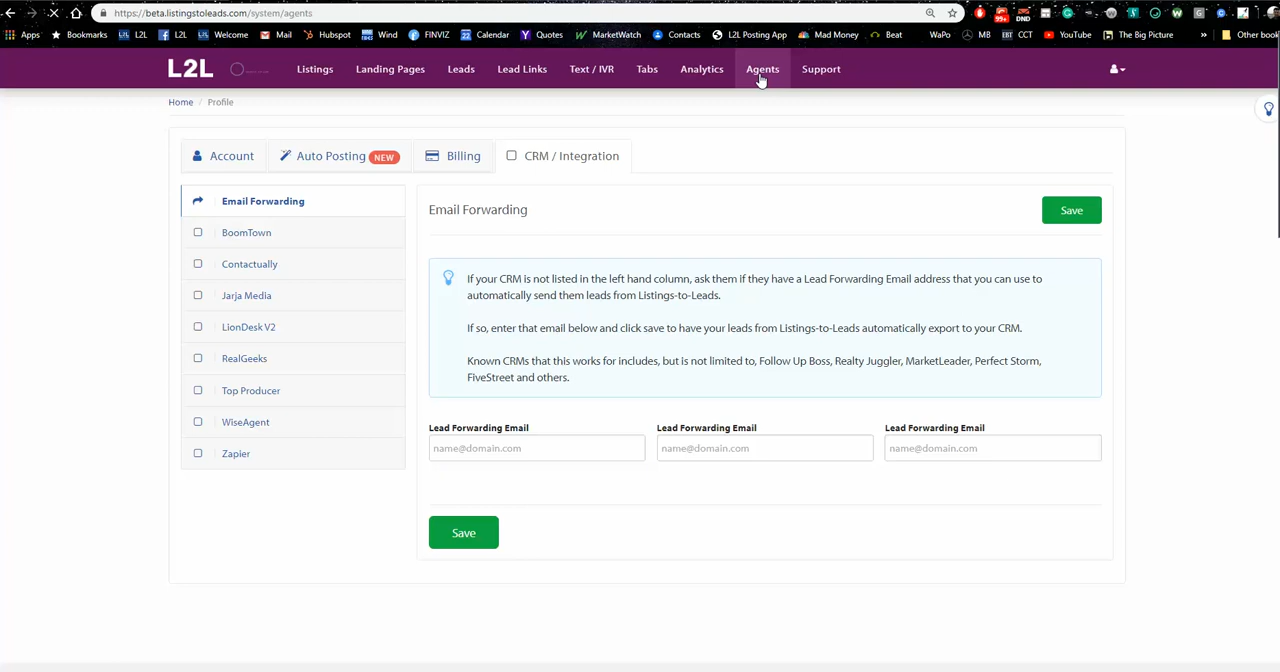 https://beta.listingstoleads.com/system/agents
Apps Bookmarks L2L L2L Welcome Mail Hubspot Wind FINVIZ Calendar Quotes MarketWatch Contacts L2L Posting App Mad Money Beat WaPo MB CCT YouTube The Big Picture » Other book
99+ DND
L2L Listings Landing Pages Leads Lead Links Text / IVR Tabs Analytics Agents Support
Home / Profile
Account Auto Posting NEW Billing CRM / Integration
Email Forwarding
BoomTown
Contactually
Jarja Media
LionDesk V2
RealGeeks
Top Producer
WiseAgent
Zapier
Email Forwarding Save
If your CRM is not listed in the left hand column, ask them if they have a Lead Forwarding Email address that you can use to
automatically send them leads from Listings-to-Leads.
If so, enter that email below and click save to have your leads from Listings-to-Leads automatically export to your CRM.
Known CRMs that this works for includes, but is not limited to, Follow Up Boss, Realty Juggler, MarketLeader, Perfect Storm,
FiveStreet and others.
Lead Forwarding Email Lead Forwarding Email Lead Forwarding Email
name@domain.com name@domain.com name@domain.com
Save